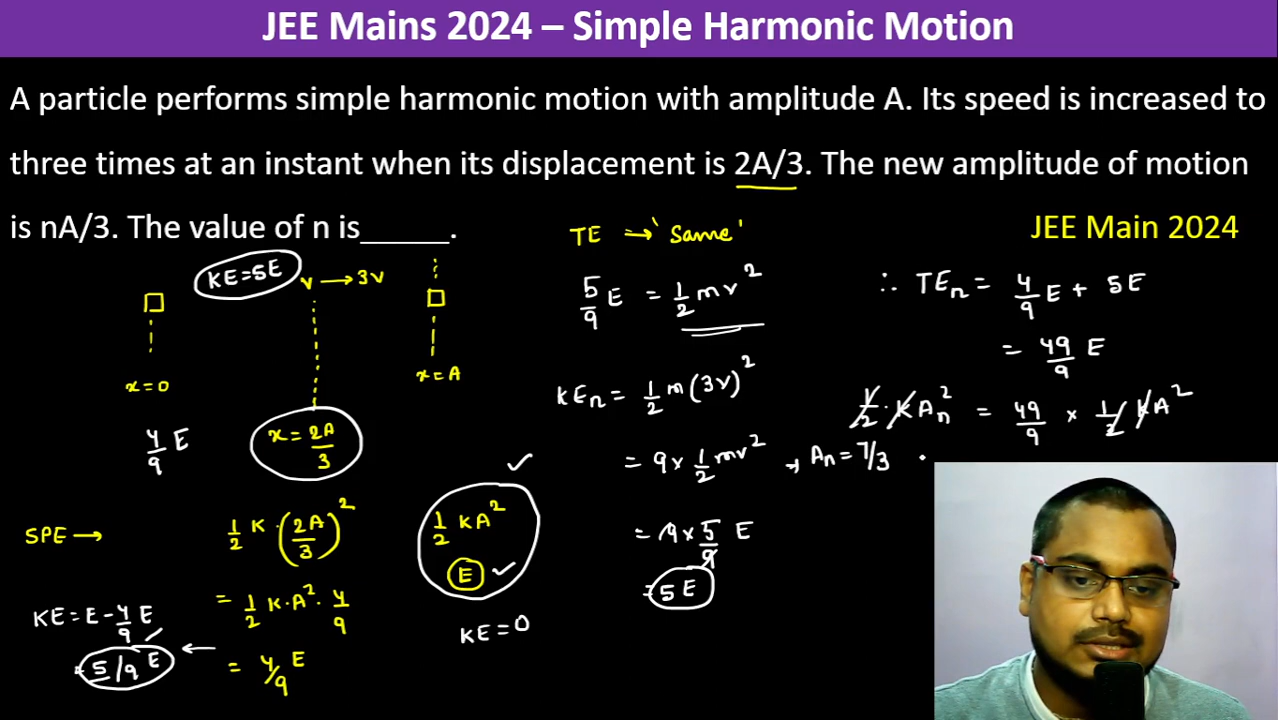 JEE Mains 2024 – Simple Harmonic Motion
A particle performs simple harmonic motion with amplitude A. Its speed is increased to
three times at an instant when its displacement is 2A/3. The new amplitude of motion
is nA/3. The value of n is_____.
JEE Main 2024
KE=5E
v → 3v
x=0
x=A
x = 2A/3
4/9 E
SPE →
1/2 K · (2A/3)²
= 1/2 K·A² · 4/9
= 4/9 E
KE = E - 4/9 E
= 5/9 E ←
1/2 KA²
E
KE=0
TE → 'Same'
5/9 E = 1/2 mv²
KEn = 1/2 m(3v)²
= 9 × 1/2 mv²
= 9 × 5/9 E
= 5E
∴ TEn = 4/9 E + 5E
= 49/9 E
1/2 · KAn² = 49/9 × 1/2 KA²
→ An = 7/3